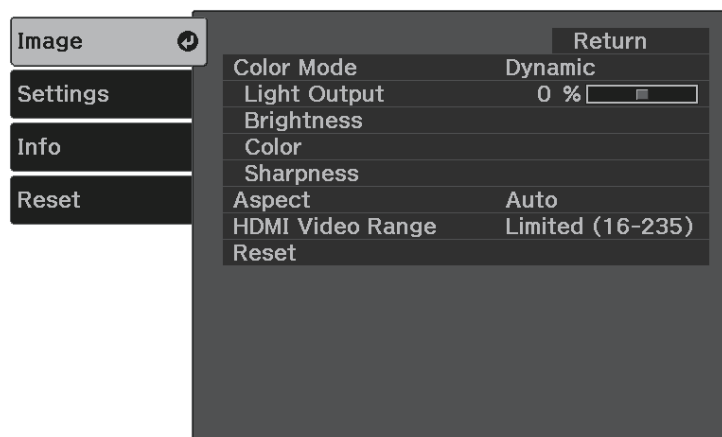 Image
Settings
Info
Reset
Return
Color Mode Dynamic
Light Output 0 %
Brightness
Color
Sharpness
Aspect Auto
HDMI Video Range Limited (16-235)
Reset